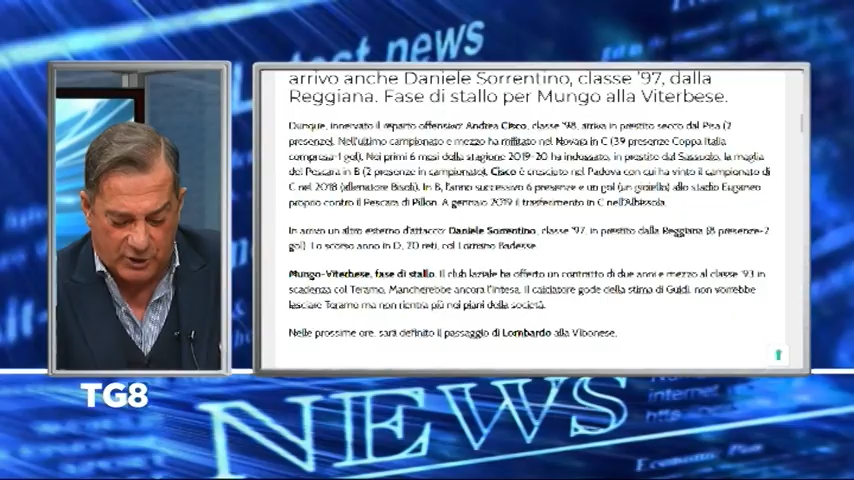 Latest news
arrivo anche Daniele Sorrentino, classe '97, dalla
Reggiana. Fase di stallo per Mungo alla Viterbese.
Dunque, innervato il reparto offensivo: Andrea Cisco, classe '98, arriva in prestito secco dal Pisa (2
presenze). Nell'ultimo campionato e mezzo ha militato nel Novara in C (39 presenze Coppa Italia
compresa-1 gol). Nei primi 6 mesi della stagione 2019-20 ha indossato, in prestito dal Sassuolo, la maglia
del Pescara in B (2 presenze in campionato). Cisco è cresciuto nel Padova con cui ha vinto il campionato di
C nel 2018 (allenatore Bisoli). In B, l'anno successivo 6 presenze e un gol (un gioiello) allo stadio Euganeo
proprio contro il Pescara di Pillon. A gennaio 2019 il trasferimento in C nell'Albissola.
In arrivo un altro esterno d'attacco: Daniele Sorrentino, classe '97, in prestito dalla Reggiana (8 presenze-2
gol). Lo scorso anno in D, 20 reti, col Lornano Badesse.
Mungo-Viterbese, fase di stallo. Il club laziale ha offerto un contratto di due anni e mezzo al classe '93 in
scadenza col Teramo. Mancherebbe ancora l'intesa. Il calciatore gode della stima di Guidi, non vorrebbe
lasciare Teramo ma non rientra più nei piani della società.
Nelle prossime ore, sarà definito il passaggio di Lombardo alla Vibonese.
TG8
NEWS
internet
Economic